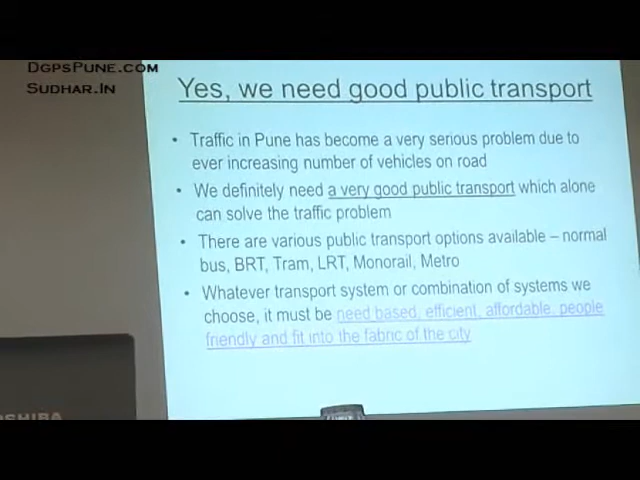 DgpsPune.com
Sudhar.In
Yes, we need good public transport
• Traffic in Pune has become a very serious problem due to
ever increasing number of vehicles on road
• We definitely need a very good public transport which alone
can solve the traffic problem
• There are various public transport options available – normal
bus, BRT, Tram, LRT, Monorail, Metro
• Whatever transport system or combination of systems we
choose, it must be need based, efficient, affordable, people
friendly and fit into the fabric of the city
TOSHIBA